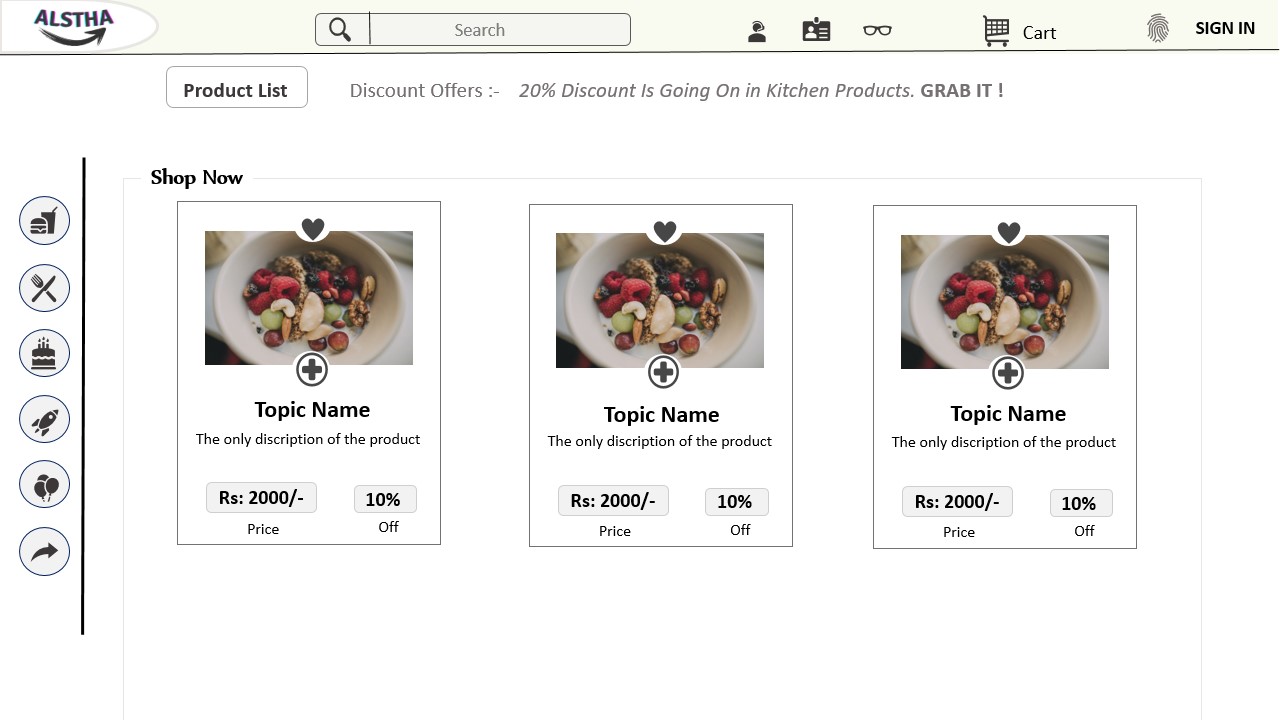 ALSTHA
Search
Cart
SIGN IN
Product List
Discount Offers :- 20% Discount Is Going On in Kitchen Products. GRAB IT !
Shop Now
Topic Name
The only discription of the product
Rs: 2000/-
10%
Price
Off
Topic Name
The only discription of the product
Rs: 2000/-
10%
Price
Off
Topic Name
The only discription of the product
Rs: 2000/-
10%
Price
Off